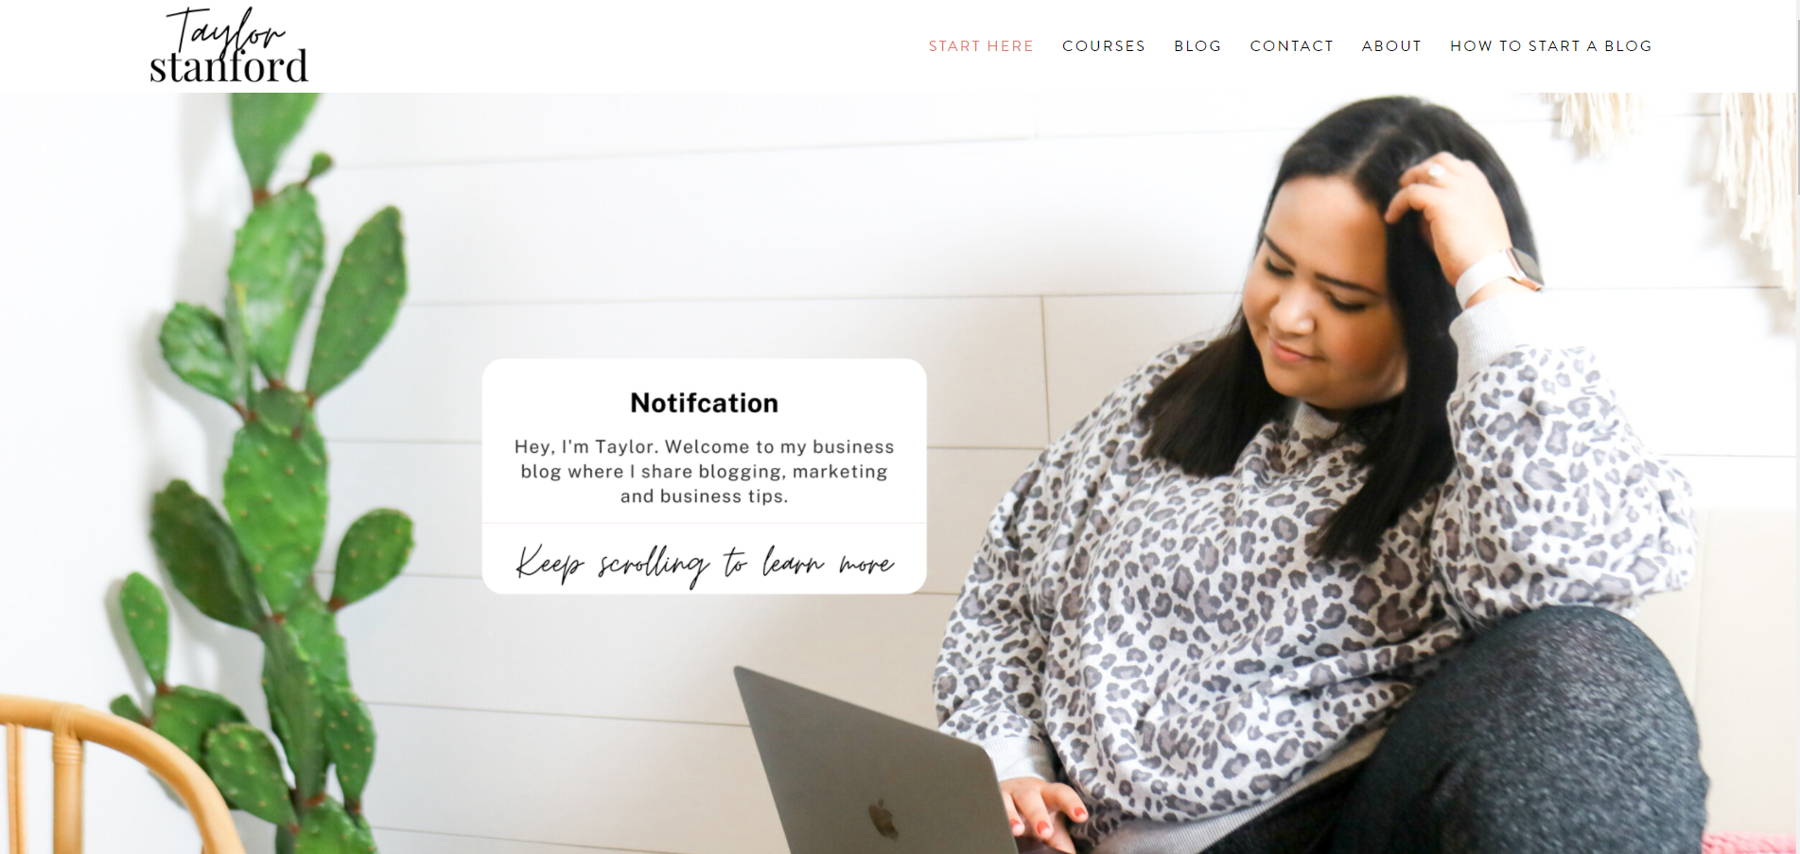 Taylor
stanford
START HERE COURSES BLOG CONTACT ABOUT HOW TO START A BLOG
Notifcation
Hey, I'm Taylor. Welcome to my business
blog where I share blogging, marketing
and business tips.
Keep scrolling to learn more